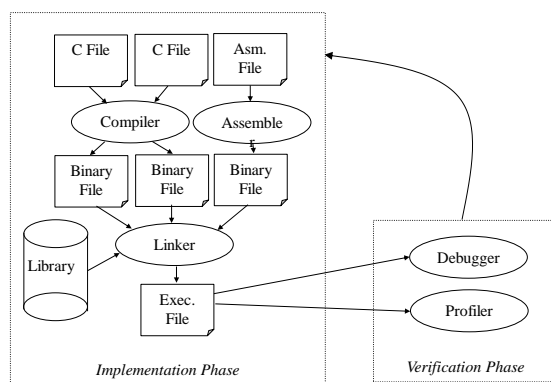 C File
C File
Asm.
File
Compiler
Assemble
r
Binary
File
Binary
File
Binary
File
Library
Linker
Exec.
File
Implementation Phase
Debugger
Profiler
Verification Phase